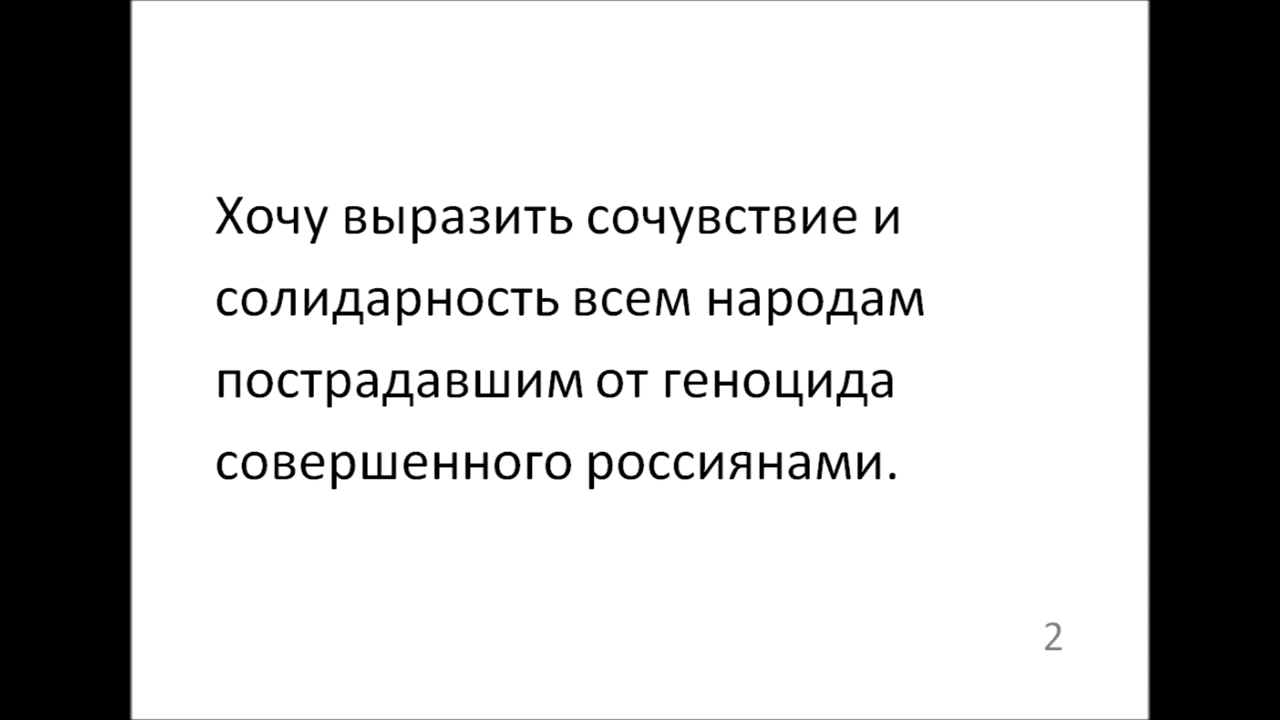 Хочу выразить сочувствие и
солидарность всем народам
пострадавшим от геноцида
совершенного россиянами.
2